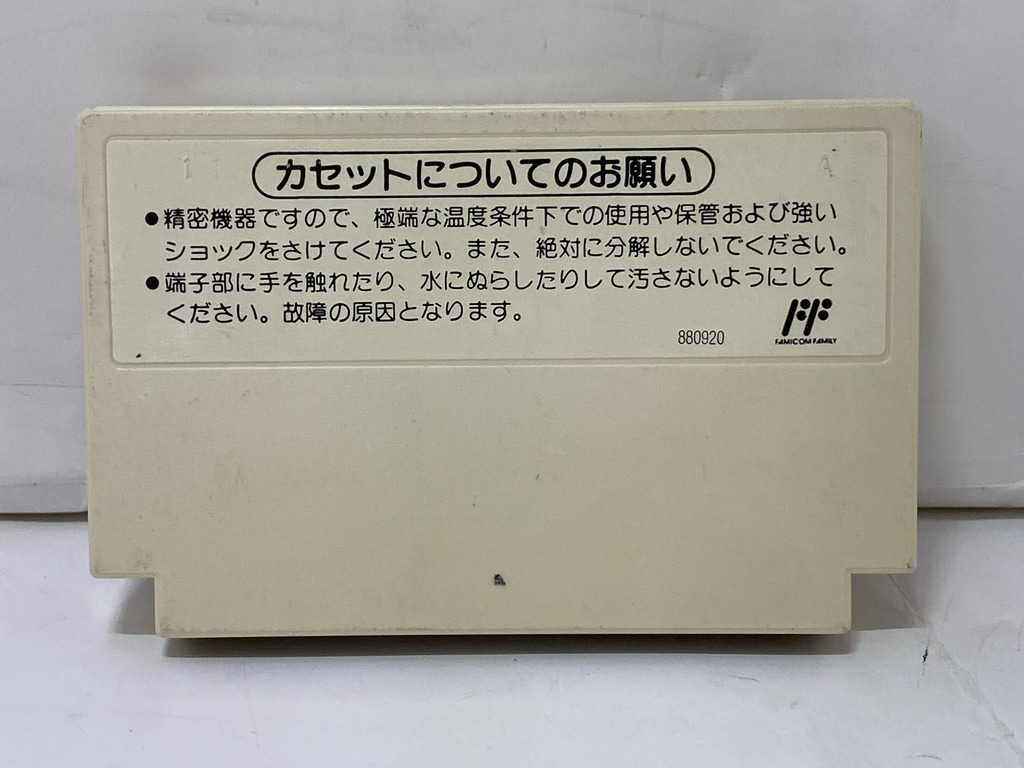 カセットについてのお願い
●精密機器ですので、極端な温度条件下での使用や保管および強い
ショックをさけてください。また、絶対に分解しないでください。
●端子部に手を触れたり、水にぬらしたりして汚さないようにして
ください。故障の原因となります。
880920
FAMICOM FAMILY